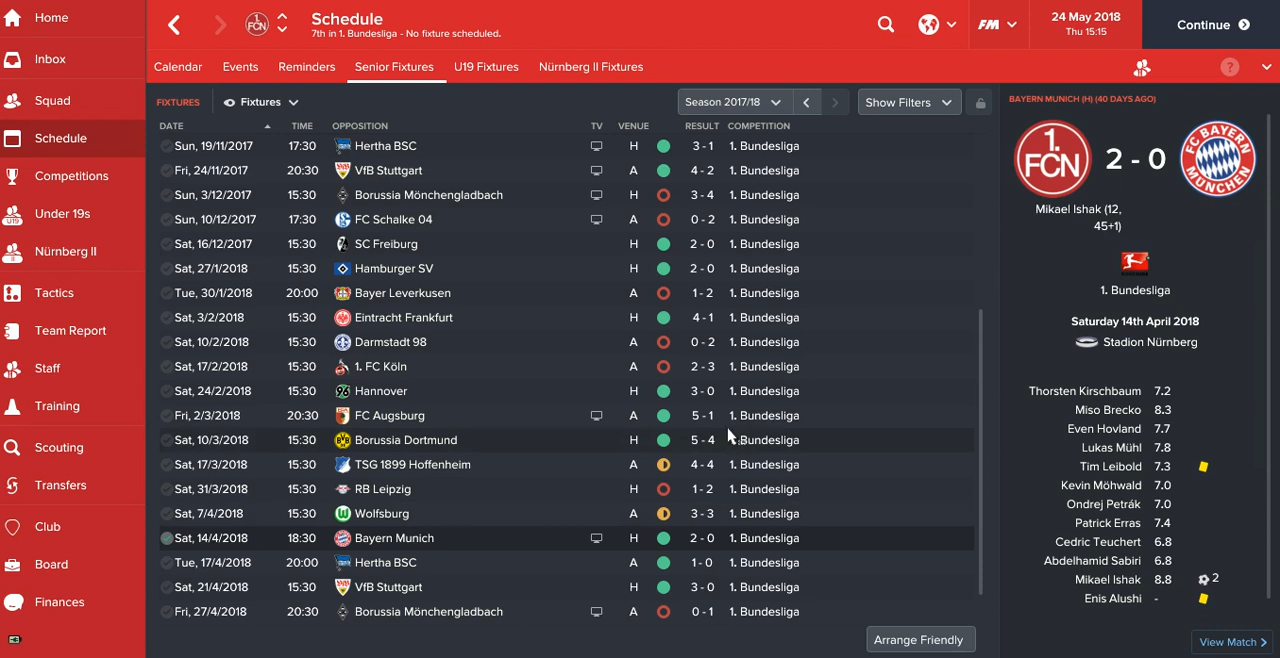 Home
Inbox
Squad
Schedule
Competitions
Under 19s
Nürnberg II
Tactics
Team Report
Staff
Training
Scouting
Transfers
Club
Board
Finances
1. FCN
Schedule
7th in 1. Bundesliga - No fixture scheduled.
FM
24 May 2018
Thu 15:15
Continue
Calendar Events Reminders Senior Fixtures U19 Fixtures Nürnberg II Fixtures
?
FIXTURES Fixtures Season 2017/18 Show Filters
DATE TIME OPPOSITION TV VENUE RESULT COMPETITION
Sun, 19/11/2017 17:30 Hertha BSC H 3 - 1 1. Bundesliga
Fri, 24/11/2017 20:30 VfB Stuttgart A 4 - 2 1. Bundesliga
Sun, 3/12/2017 15:30 Borussia Mönchengladbach H 3 - 4 1. Bundesliga
Sun, 10/12/2017 17:30 FC Schalke 04 A 0 - 2 1. Bundesliga
Sat, 16/12/2017 15:30 SC Freiburg H 2 - 0 1. Bundesliga
Sat, 27/1/2018 15:30 Hamburger SV H 2 - 0 1. Bundesliga
Tue, 30/1/2018 20:00 Bayer Leverkusen A 1 - 2 1. Bundesliga
Sat, 3/2/2018 15:30 Eintracht Frankfurt H 4 - 1 1. Bundesliga
Sat, 10/2/2018 15:30 Darmstadt 98 A 0 - 2 1. Bundesliga
Sat, 17/2/2018 15:30 1. FC Köln A 2 - 3 1. Bundesliga
Sat, 24/2/2018 15:30 Hannover H 3 - 0 1. Bundesliga
Fri, 2/3/2018 20:30 FC Augsburg A 5 - 1 1. Bundesliga
Sat, 10/3/2018 15:30 Borussia Dortmund H 5 - 4 Bundesliga
Sat, 17/3/2018 15:30 TSG 1899 Hoffenheim A 4 - 4 1. Bundesliga
Sat, 31/3/2018 15:30 RB Leipzig H 1 - 2 1. Bundesliga
Sat, 7/4/2018 15:30 Wolfsburg A 3 - 3 1. Bundesliga
Sat, 14/4/2018 18:30 Bayern Munich H 2 - 0 1. Bundesliga
Tue, 17/4/2018 20:00 Hertha BSC A 1 - 0 1. Bundesliga
Sat, 21/4/2018 15:30 VfB Stuttgart H 3 - 0 1. Bundesliga
Fri, 27/4/2018 20:30 Borussia Mönchengladbach A 0 - 1 1. Bundesliga
Arrange Friendly
BAYERN MUNICH (H) (40 DAYS AGO)
1. FCN 2 - 0 FC BAYERN MÜNCHEN
Mikael Ishak (12,
45+1)
1. Bundesliga
Saturday 14th April 2018
Stadion Nürnberg
Thorsten Kirschbaum 7.2
Miso Brecko 8.3
Even Hovland 7.7
Lukas Mühl 7.8
Tim Leibold 7.3
Kevin Möhwald 7.0
Ondrej Petrák 7.0
Patrick Erras 7.4
Cedric Teuchert 6.8
Abdelhamid Sabiri 6.8
Mikael Ishak 8.8 2
Enis Alushi -
View Match